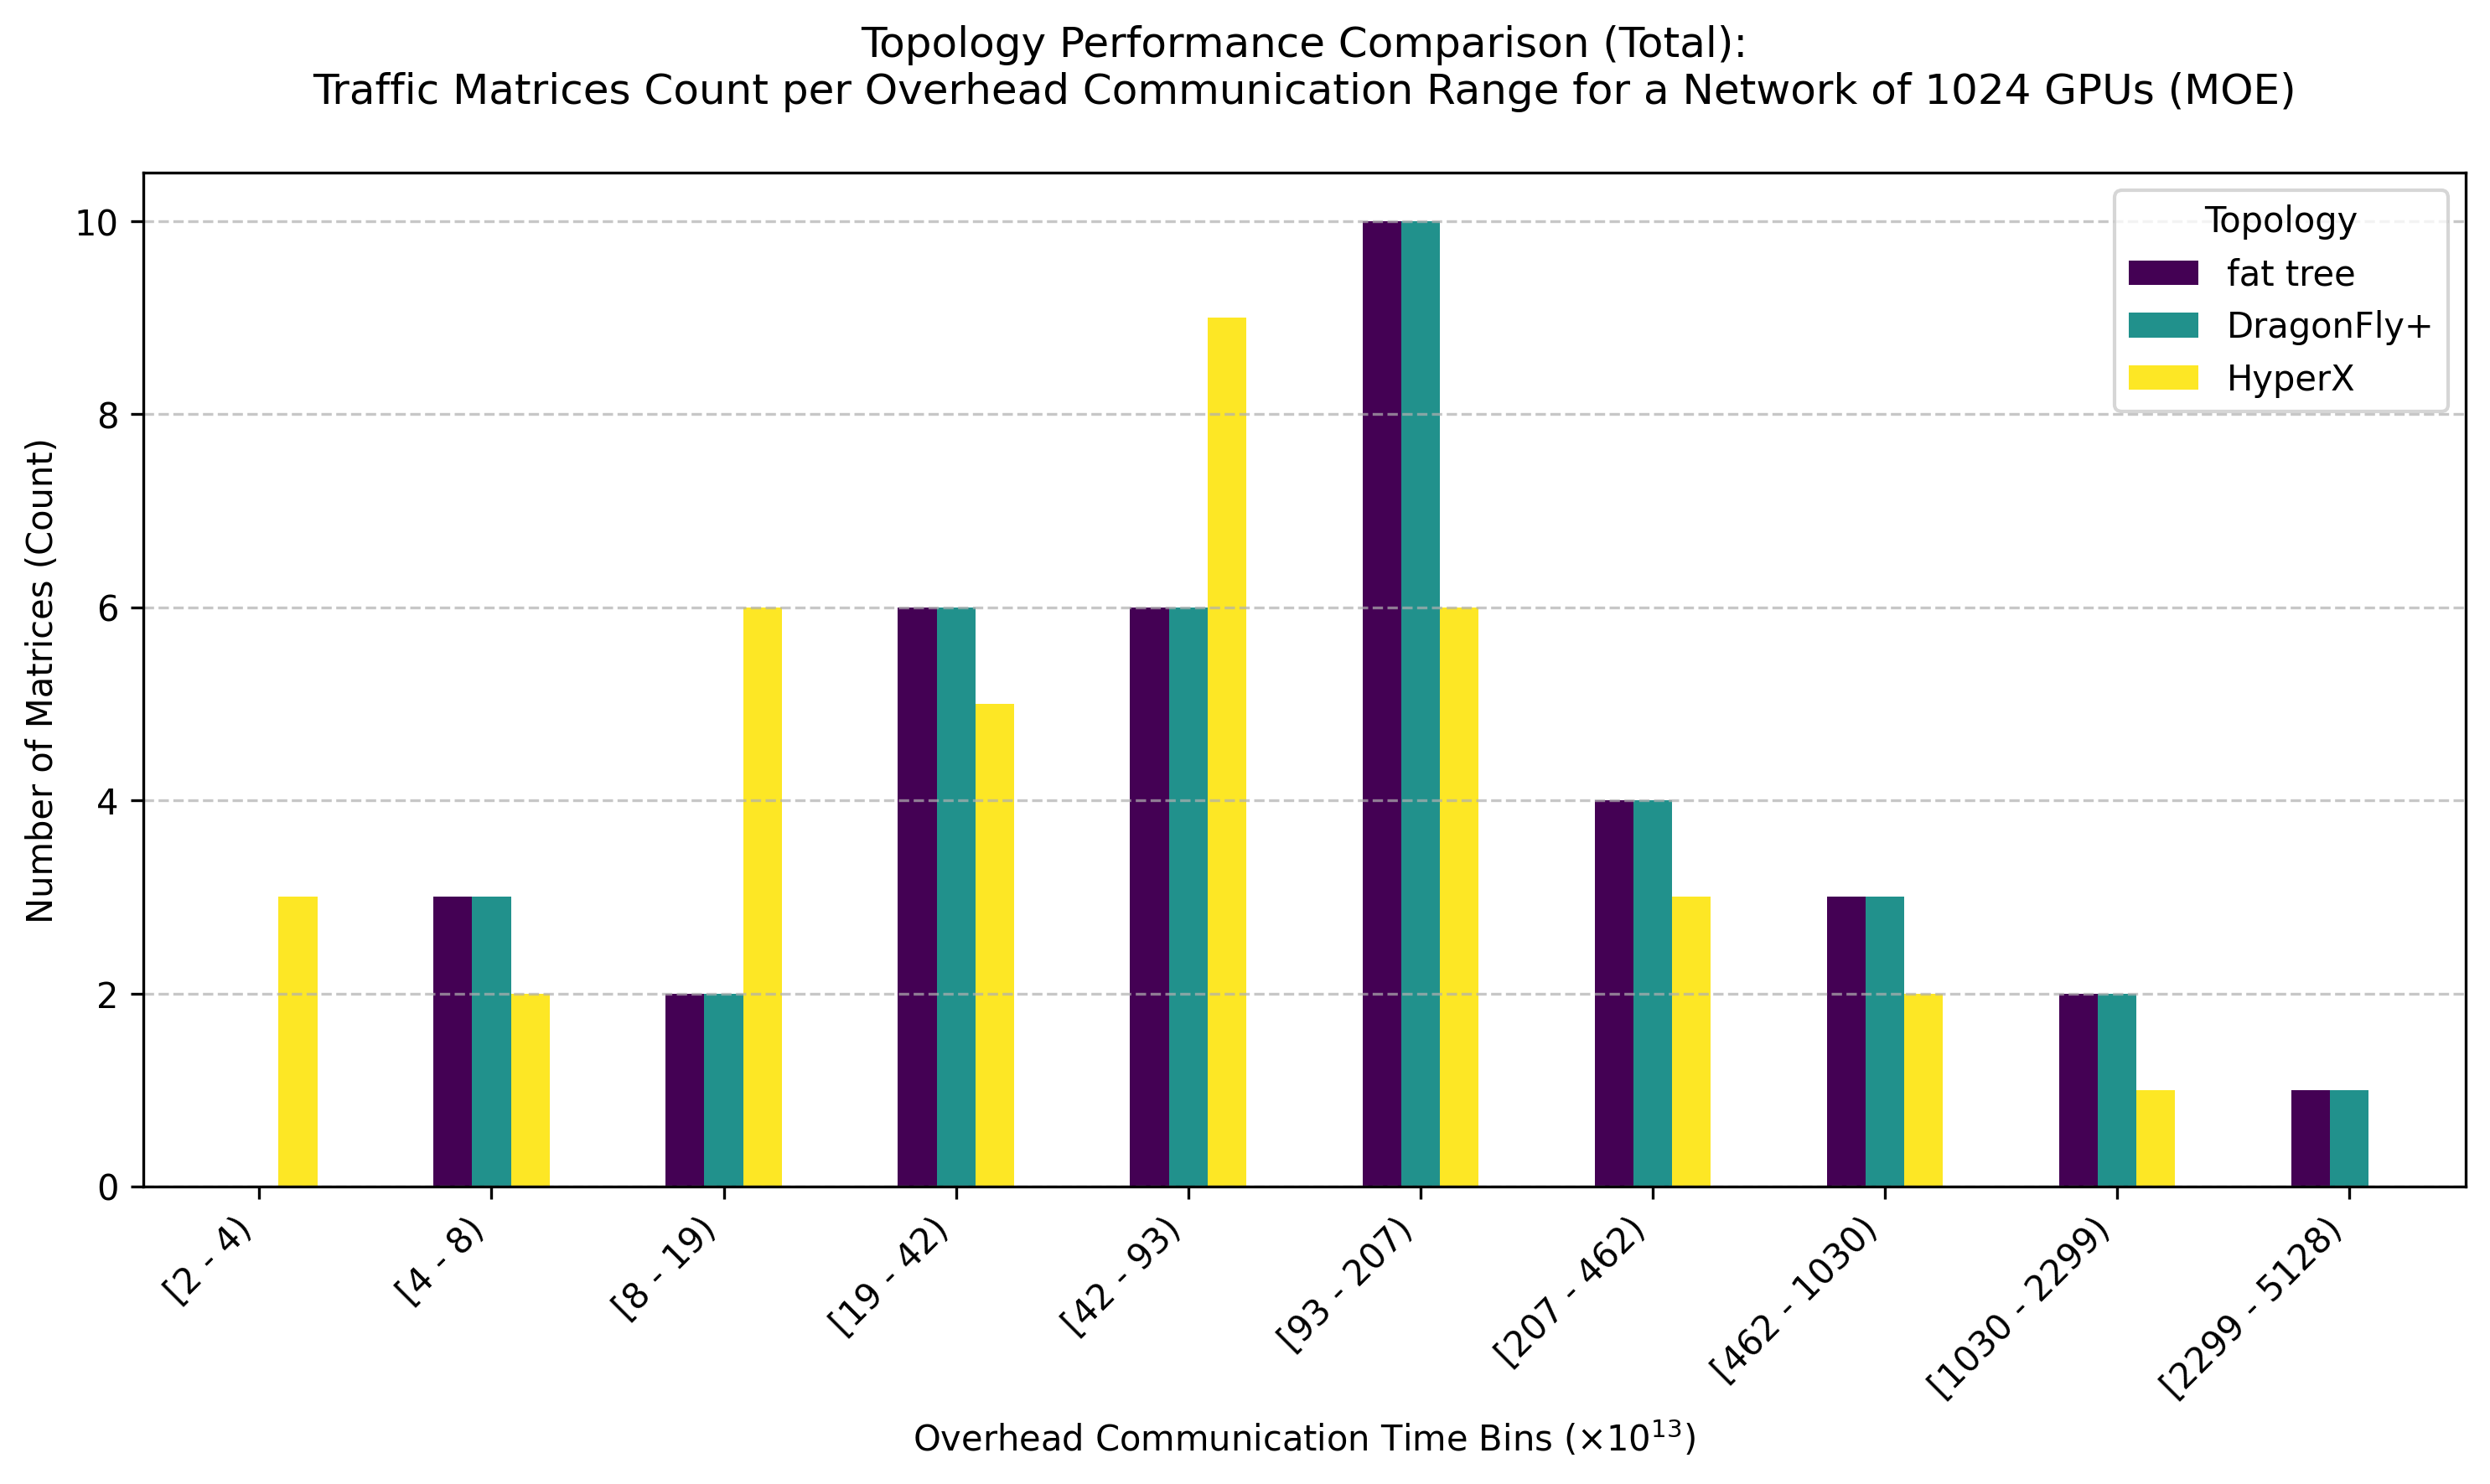 Topology Performance Comparison (Total):
Traffic Matrices Count per Overhead Communication Range for a Network of 1024 GPUs (MOE)
Number of Matrices (Count)
10
8
6
4
2
0
Topology
fat tree
DragonFly+
HyperX
[2 - 4)
[4 - 8)
[8 - 19)
[19 - 42)
[42 - 93)
[93 - 207)
[207 - 462)
[462 - 1030)
[1030 - 2299)
[2299 - 5128)
Overhead Communication Time Bins (×10¹³)